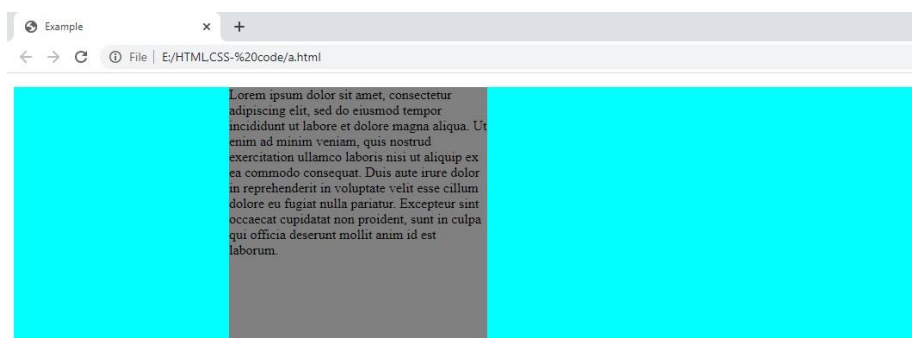 Example
File | E:/HTML,CSS-%20code/a.html
Lorem ipsum dolor sit amet, consectetur
adipiscing elit, sed do eiusmod tempor
incididunt ut labore et dolore magna aliqua. Ut
enim ad minim veniam, quis nostrud
exercitation ullamco laboris nisi ut aliquip ex
ea commodo consequat. Duis aute irure dolor
in reprehenderit in voluptate velit esse cillum
dolore eu fugiat nulla pariatur. Excepteur sint
occaecat cupidatat non proident, sunt in culpa
qui officia deserunt mollit anim id est
laborum.